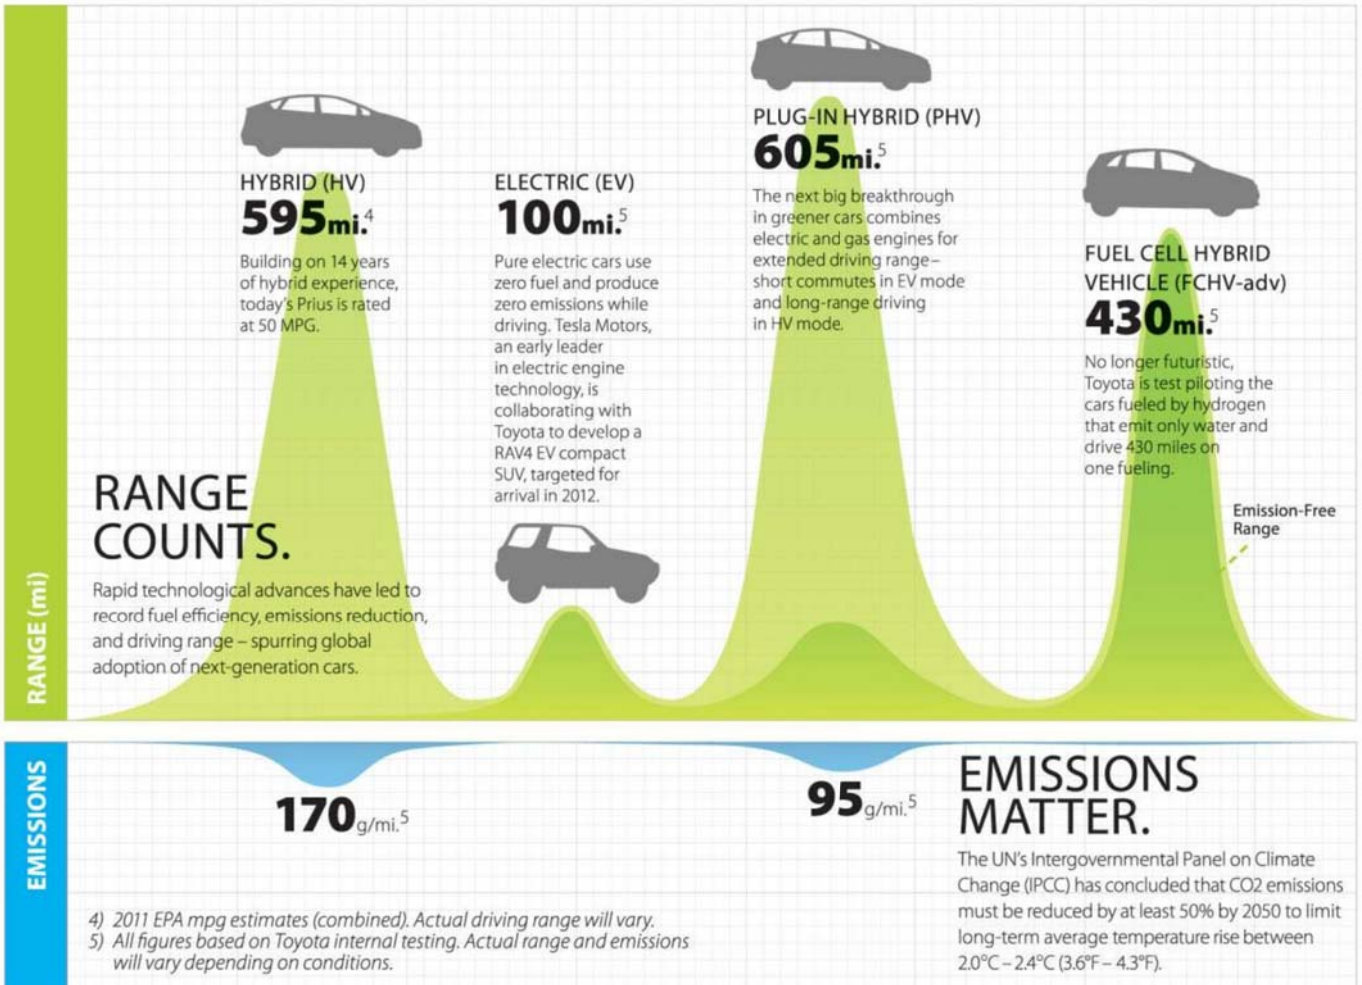 HYBRID (HV)
595mi.4
Building on 14 years
of hybrid experience,
today's Prius is rated
at 50 MPG.
ELECTRIC (EV)
100mi.5
Pure electric cars use
zero fuel and produce
zero emissions while
driving. Tesla Motors,
an early leader
in electric engine
technology, is
collaborating with
Toyota to develop a
RAV4 EV compact
SUV, targeted for
arrival in 2012.
PLUG-IN HYBRID (PHV)
605mi.5
The next big breakthrough
in greener cars combines
electric and gas engines for
extended driving range–
short commutes in EV mode
and long-range driving
in HV mode.
FUEL CELL HYBRID
VEHICLE (FCHV-adv)
430mi.5
No longer futuristic,
Toyota is test piloting the
cars fueled by hydrogen
that emit only water and
drive 430 miles on
one fueling.
Emission-Free
Range
RANGE
COUNTS.
Rapid technological advances have led to
record fuel efficiency, emissions reduction,
and driving range – spurring global
adoption of next-generation cars.
RANGE (mi)
EMISSIONS
170g/mi.5
95g/mi.5
EMISSIONS
MATTER.
The UN's Intergovernmental Panel on Climate
Change (IPCC) has concluded that CO2 emissions
must be reduced by at least 50% by 2050 to limit
long-term average temperature rise between
2.0°C – 2.4°C (3.6°F – 4.3°F).
4) 2011 EPA mpg estimates (combined). Actual driving range will vary.
5) All figures based on Toyota internal testing. Actual range and emissions
will vary depending on conditions.